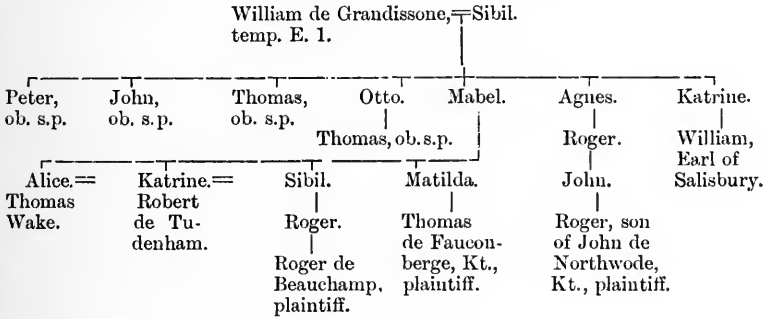 William de Grandissone,=Sibil.
temp. E. 1.
Peter, John, Thomas, Otto. Mabel. Agnes. Katrine.
ob. s.p. ob. s.p. ob. s.p.
Thomas, ob. s.p. Roger. William,
Earl of
Salisbury.
Alice.= Katrine.= Sibil. Matilda. John.
Thomas Robert Roger. Thomas Roger, son
Wake. de Tu- de Faucon- of John de
denham. Roger de berge, Kt., Northwode,
Beauchamp, plaintiff. Kt., plaintiff.
plaintiff.